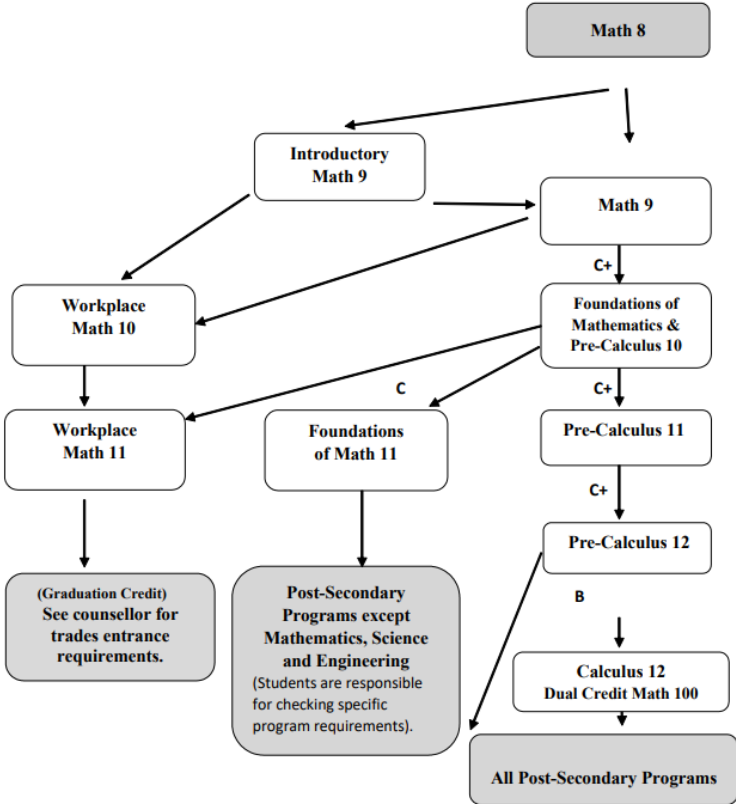 Math 8
Introductory
Math 9
Math 9
C+
Workplace
Math 10
Foundations of
Mathematics &
Pre-Calculus 10
C
C+
Workplace
Math 11
Foundations
of Math 11
Pre-Calculus 11
C+
Pre-Calculus 12
(Graduation Credit)
See counsellor for
trades entrance
requirements.
Post-Secondary
Programs except
Mathematics, Science
and Engineering
(Students are responsible
for checking specific
program requirements).
B
Calculus 12
Dual Credit Math 100
All Post-Secondary Programs